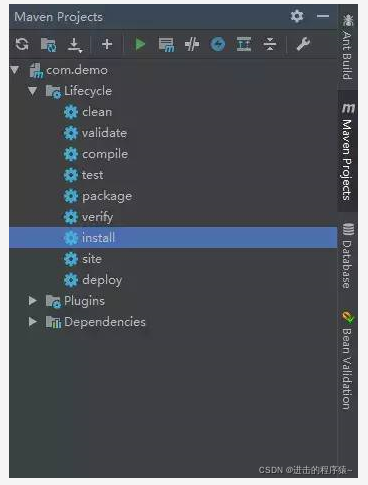 Maven Projects
com.demo
Lifecycle
clean
validate
compile
test
package
verify
install
site
deploy
Plugins
Dependencies
Ant Build
m Maven Projects
Database
Bean Validation
CSDN @进击的程序猿~